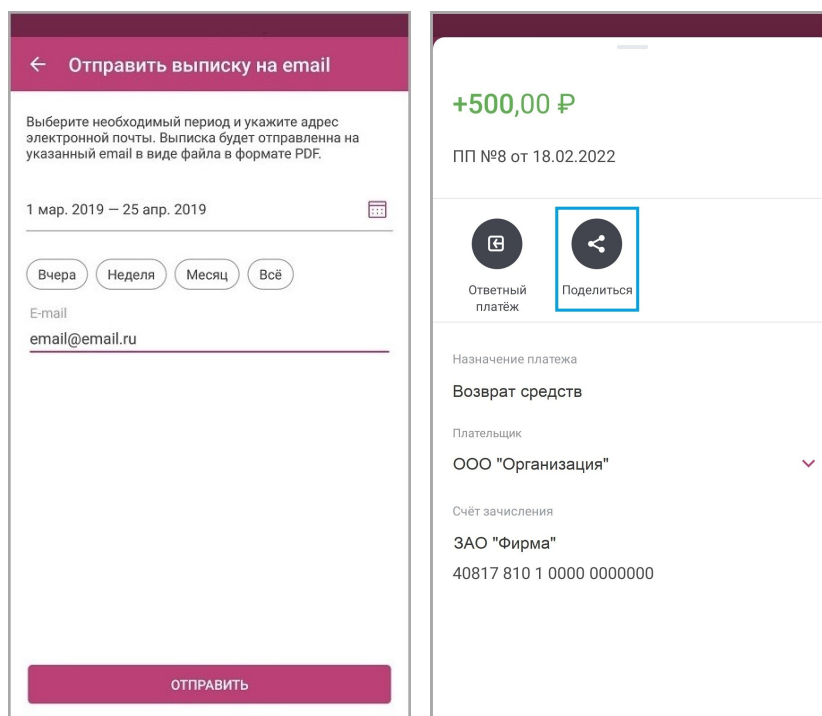 Отправить выписку на email
Выберите необходимый период и укажите адрес
электронной почты. Выписка будет отправленна на
указанный email в виде файла в формате PDF.
1 мар. 2019 — 25 апр. 2019
Вчера Неделя Месяц Всё
E-mail
email@email.ru
ОТПРАВИТЬ
+500,00 ₽
ПП №8 от 18.02.2022
Ответный
платёж
Поделиться
Назначение платежа
Возврат средств
Плательщик
ООО "Организация"
Счёт зачисления
ЗАО "Фирма"
40817 810 1 0000 0000000